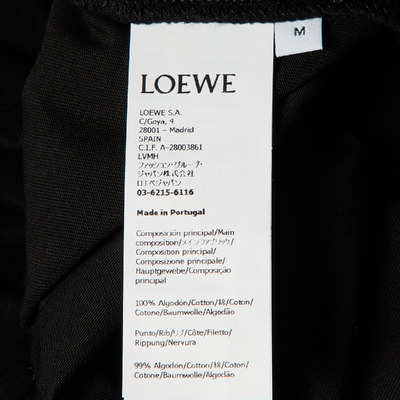 M
LOEWE
LOEWE S.A.
C/Goya, 4
28001 – Madrid
SPAIN
C.I.F. A-28003861
LVMH
ファッション・グループ・
ジャパン株式会社
ロエベジャパン
03-6215-6116
Made in Portugal
Composición principal/Main
composition/メインファブリック/
Composition principal/
Composizione principale/
Hauptgewebe/Composição
principal
100% Algodón/Cotton/綿/Coton/
Cotone/Baumwolle/Algodão
Punto/Rib/リブ/Côte/Filetto/
Rippung/Nervura
99% Algodón/Cotton/綿/Coton/
Cotone/Baumwolle/Algodão